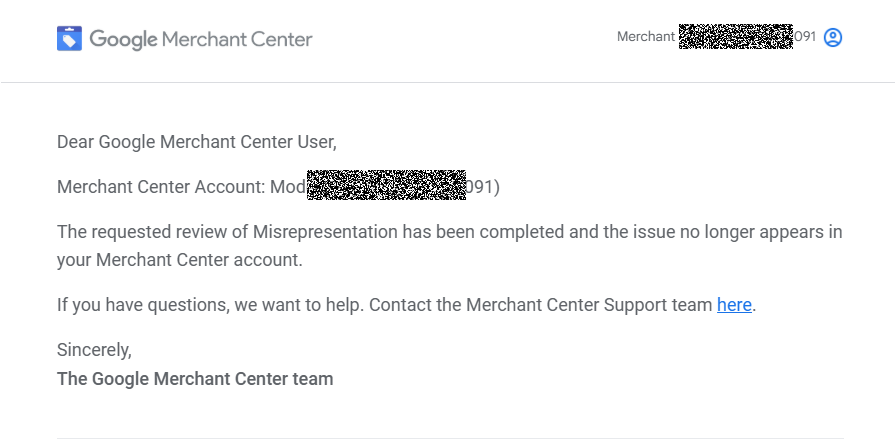 Google Merchant Center
Merchant 091
Dear Google Merchant Center User,
Merchant Center Account: Mod 091)
The requested review of Misrepresentation has been completed and the issue no longer appears in
your Merchant Center account.
If you have questions, we want to help. Contact the Merchant Center Support team here.
Sincerely,
The Google Merchant Center team